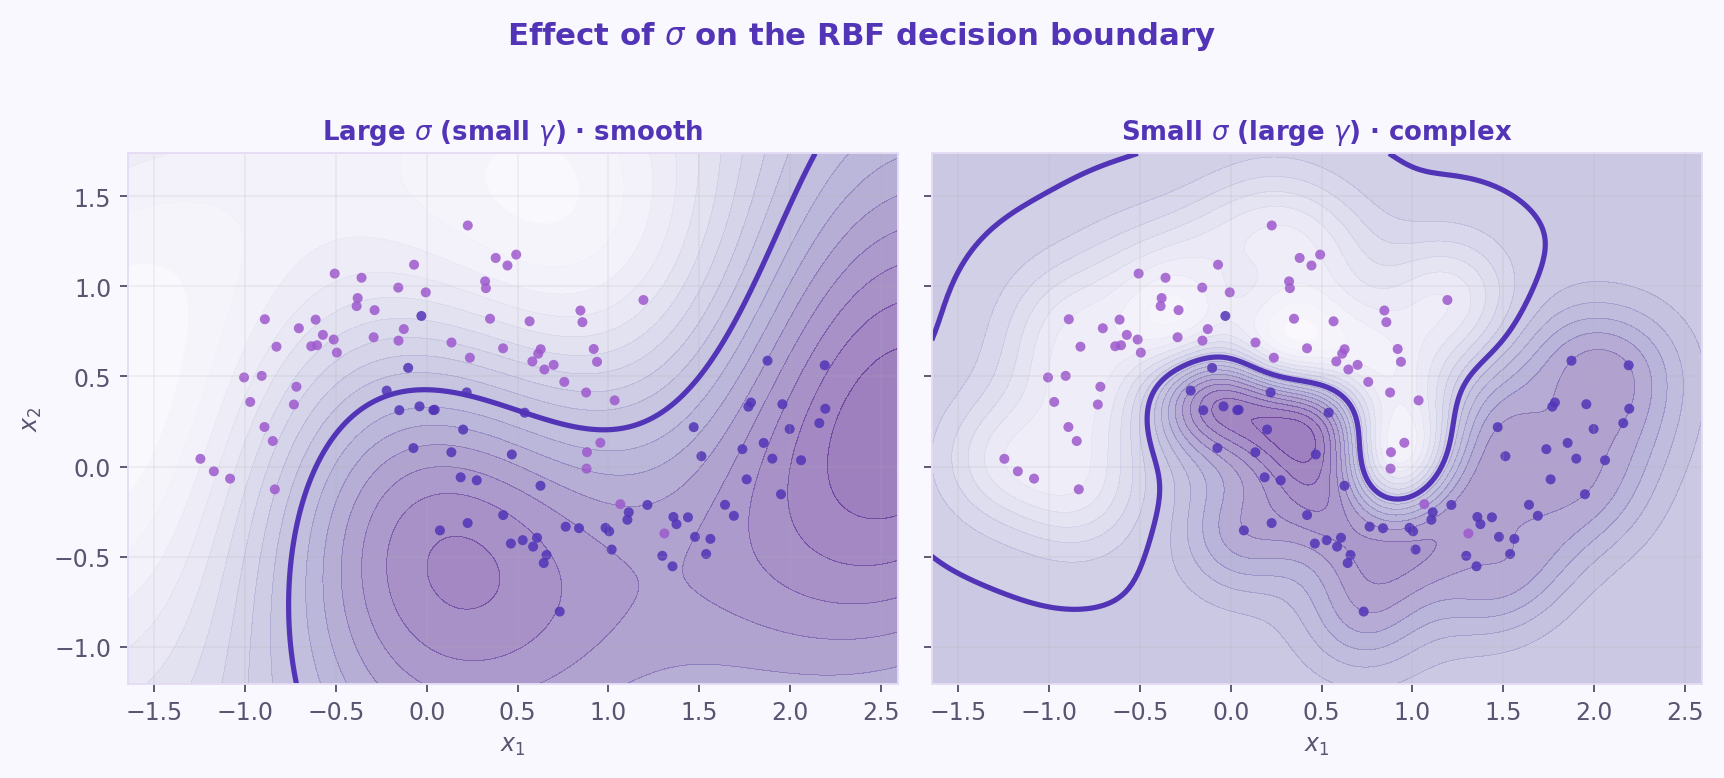 Effect of σ on the RBF decision boundary
Large σ (small γ) · smooth
Small σ (large γ) · complex
1.5
1.0
0.5
0.0
−0.5
−1.0
x₂
−1.5 −1.0 −0.5 0.0 0.5 1.0 1.5 2.0 2.5
−1.5 −1.0 −0.5 0.0 0.5 1.0 1.5 2.0 2.5
x₁
x₁